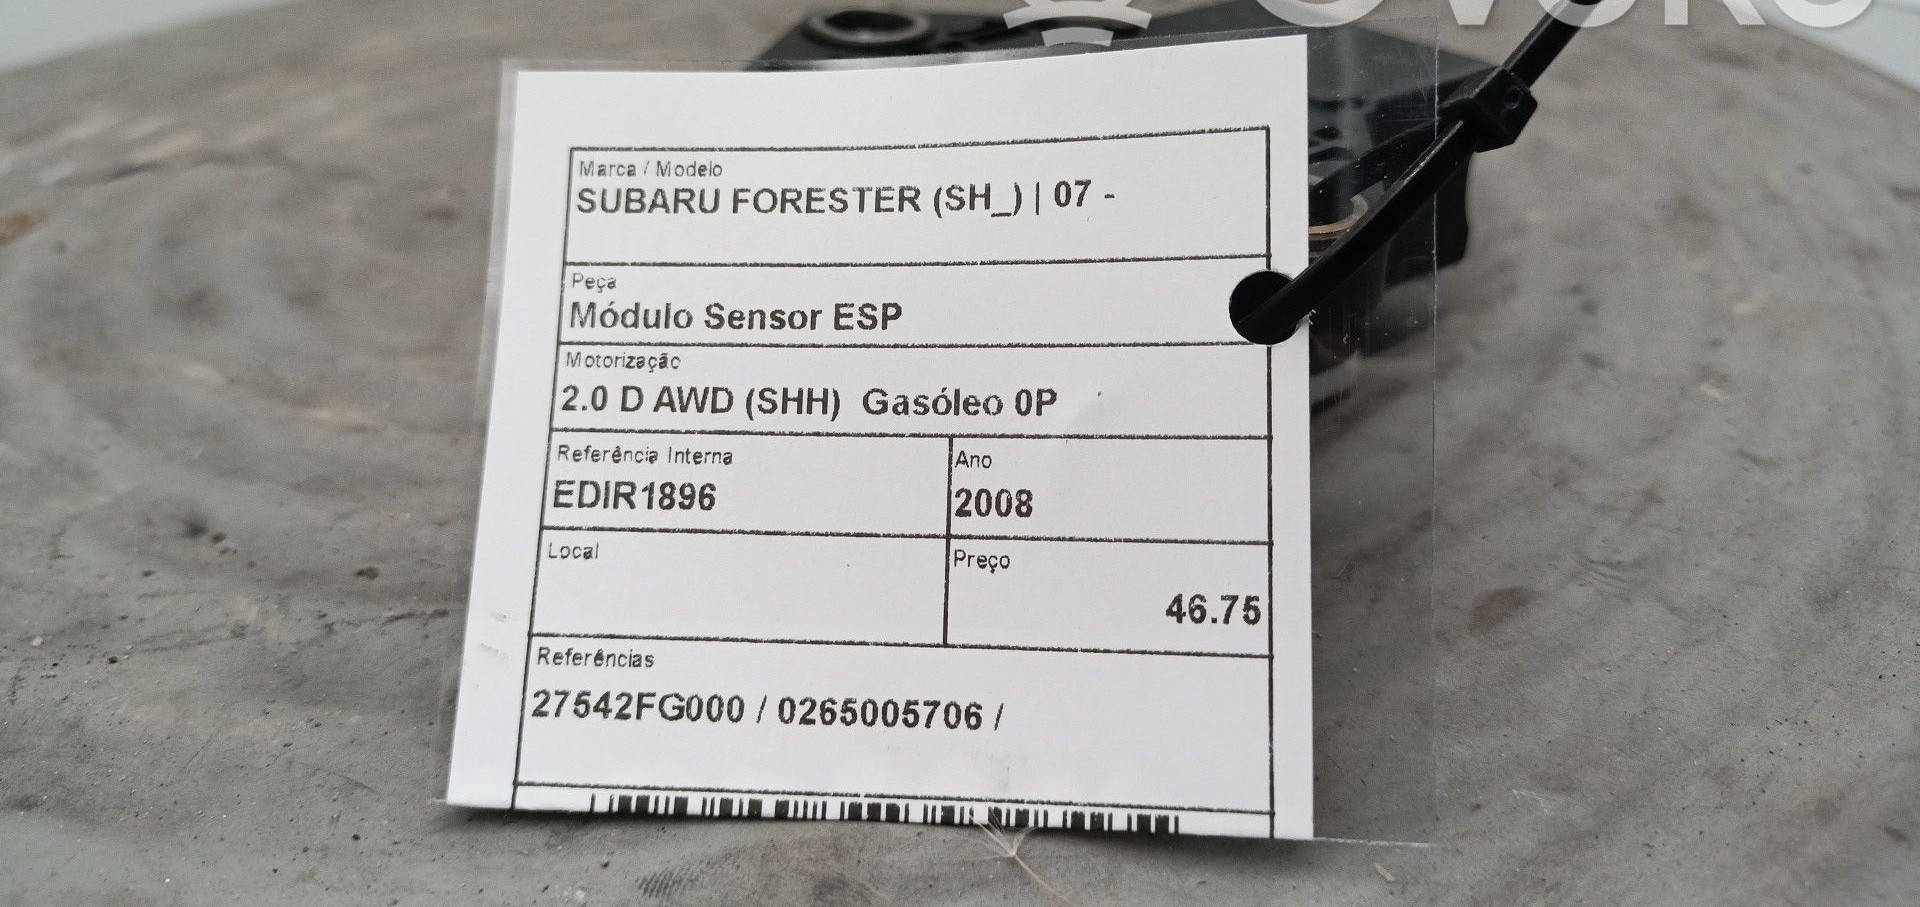 Marca / Modelo
SUBARU FORESTER (SH_) | 07 -
Peça
Módulo Sensor ESP
Motorização
2.0 D AWD (SHH) Gasóleo 0P
Referência Interna
EDIR1896
Ano
2008
Local
Preço
46.75
Referências
27542FG000 / 0265005706 /